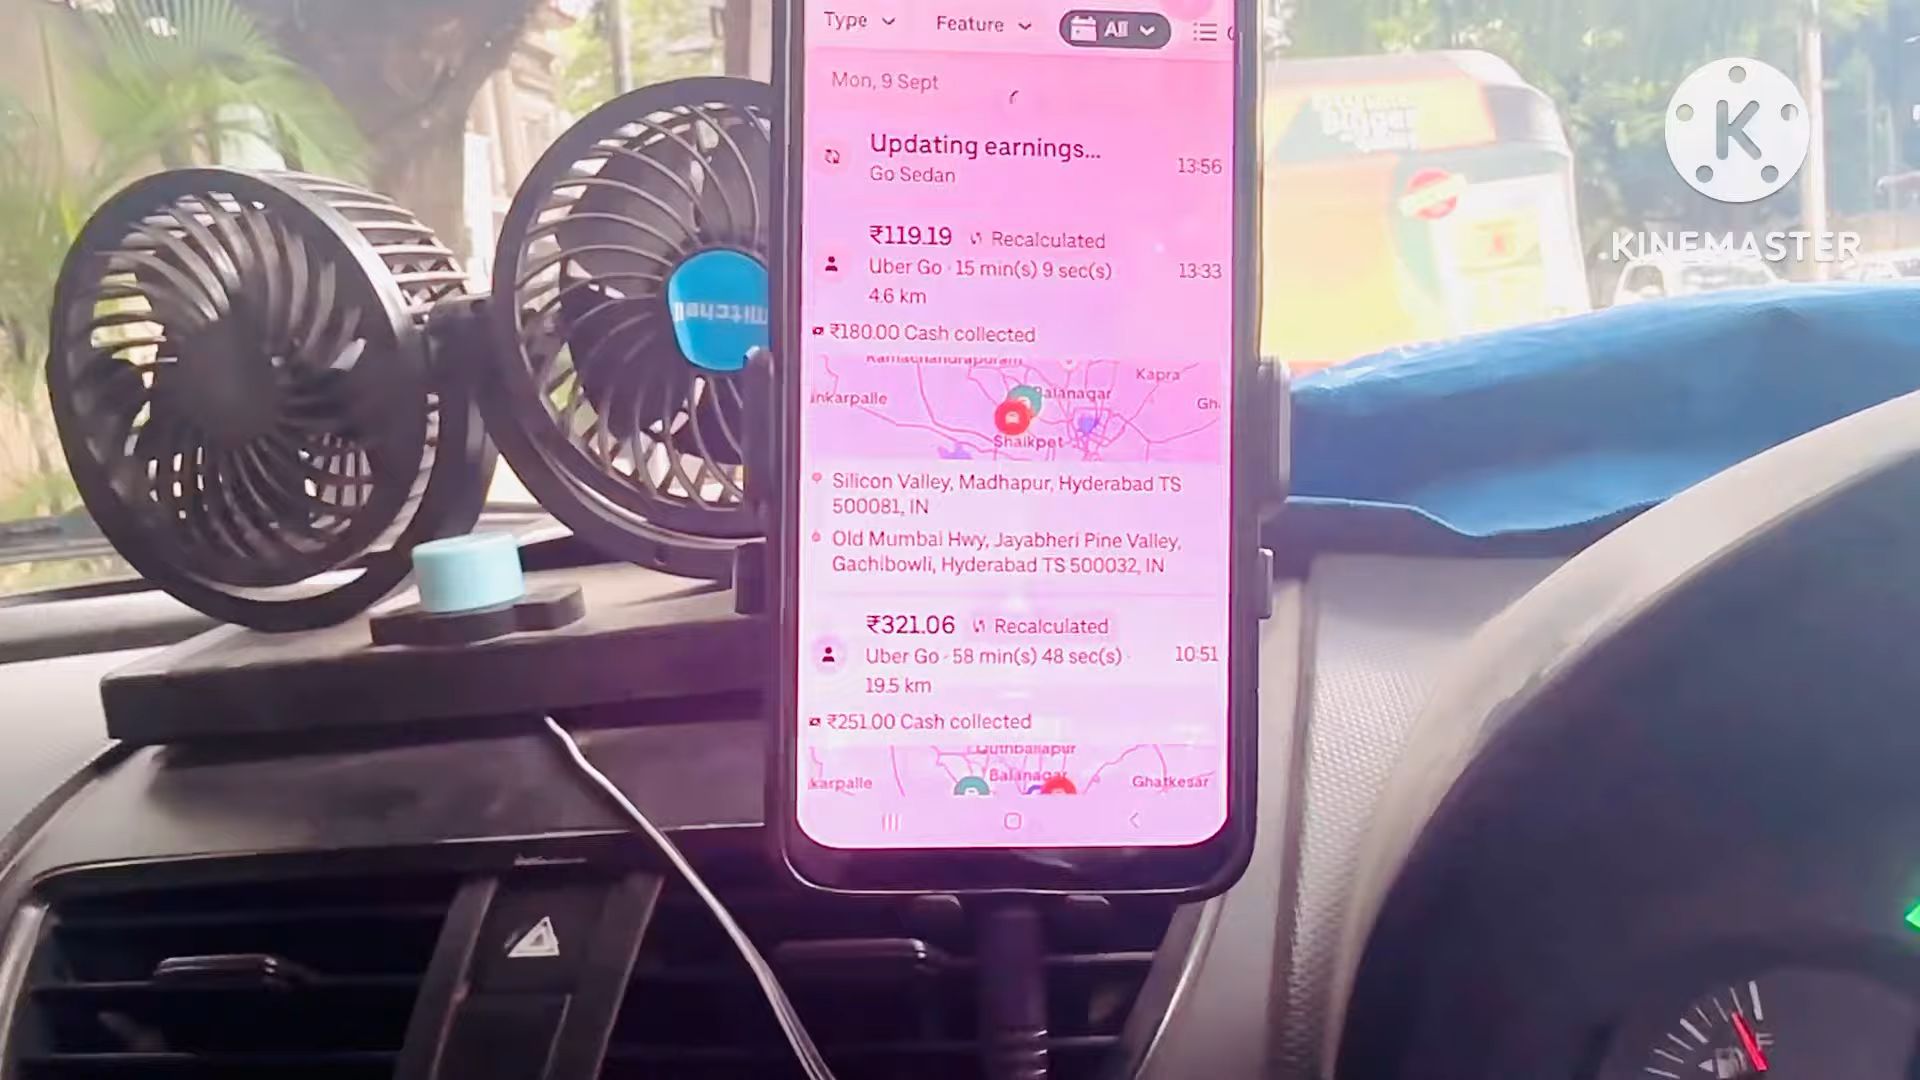 Type
Feature
All
Mon, 9 Sept
Updating earnings...
Go Sedan
13:56
₹119.19 Recalculated
Uber Go · 15 min(s) 9 sec(s)
13:33
4.6 km
₹180.00 Cash collected
Ramachandrapuram
Kapra
Balanagar
Shaikpet
Silicon Valley, Madhapur, Hyderabad TS
500081, IN
Old Mumbai Hwy, Jayabheri Pine Valley,
Gachibowli, Hyderabad TS 500032, IN
₹321.06 Recalculated
Uber Go · 58 min(s) 48 sec(s) ·
10:51
19.5 km
₹251.00 Cash collected
Quthbullapur
Balanagar
Ghatkesar
mitchell
K
KINEMASTER
F